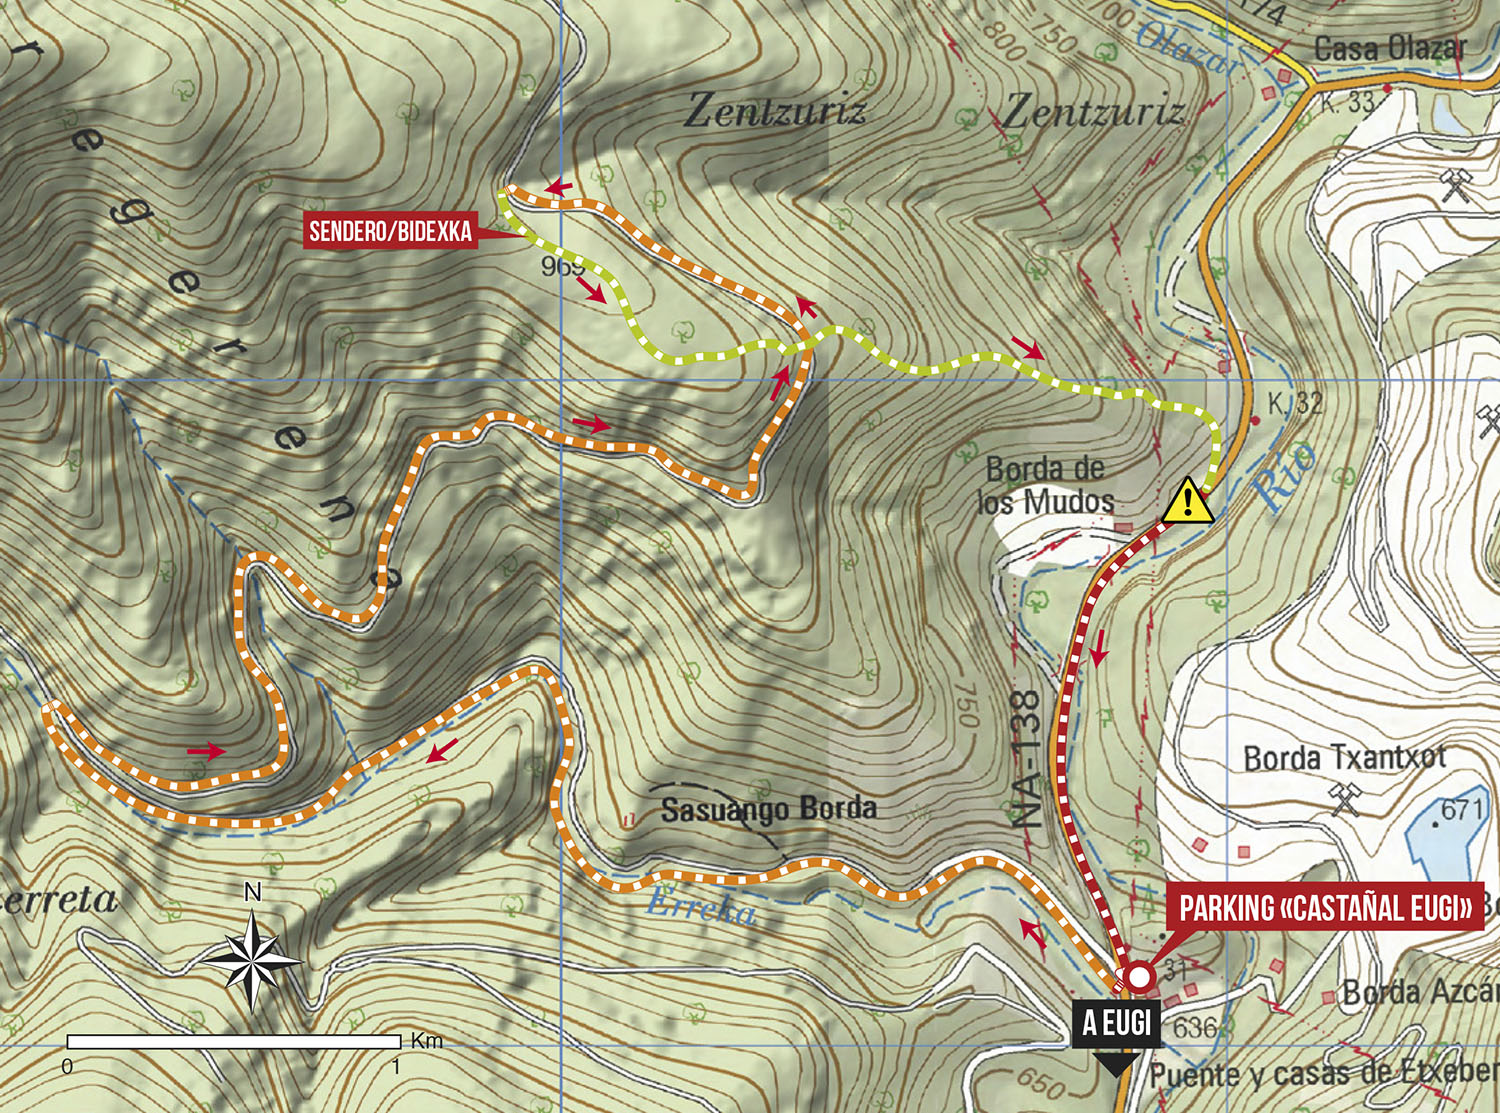 700
174
Olazar
Casa Olazar
750
800
K. 33
Zentzuriz
Zentzuriz
r
e
g
e
r
e
n
a
SENDERO/BIDEXKA
969
K. 32
Borda de
los Mudos
Río
750
NA-138
Borda Txantxot
671
Sasuango Borda
Erreka
erreta
N
PARKING «CASTAÑAL EUGI»
31
Borda Azcár
A EUGI
636
0
1
Km
650
Puente y casas de Etxeber